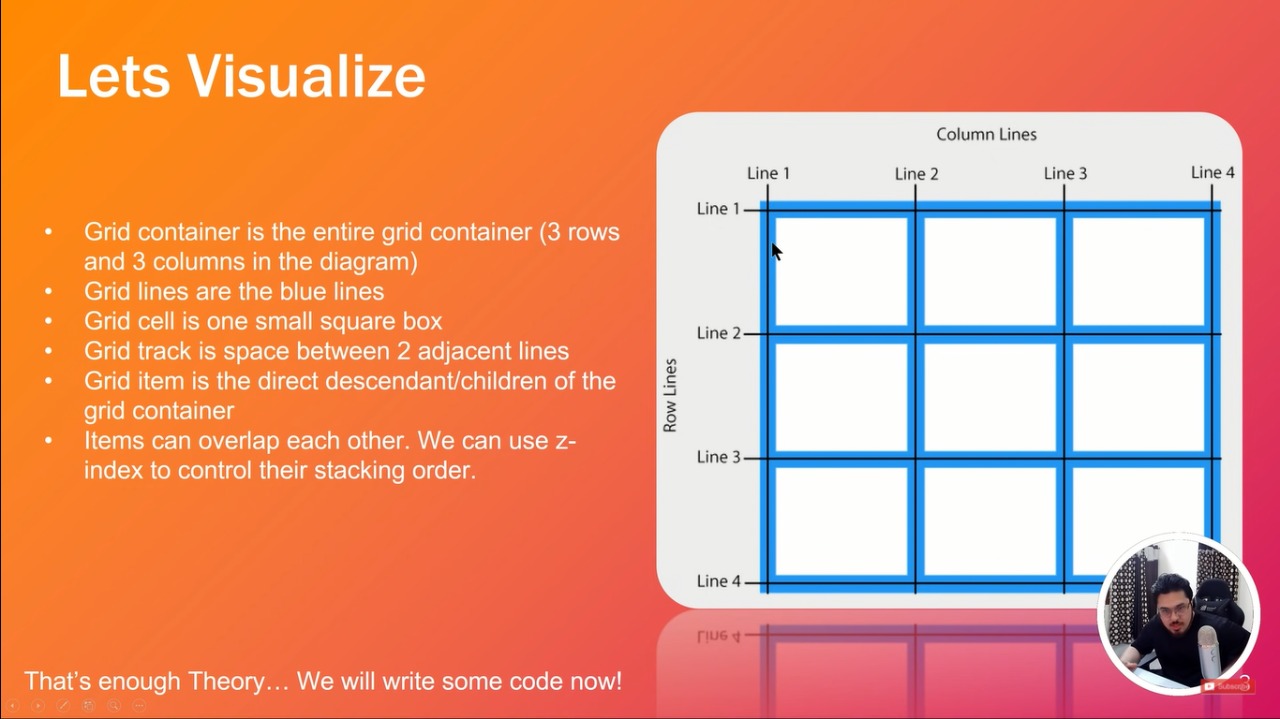 Lets Visualize
• Grid container is the entire grid container (3 rows
and 3 columns in the diagram)
• Grid lines are the blue lines
• Grid cell is one small square box
• Grid track is space between 2 adjacent lines
• Grid item is the direct descendant/children of the
grid container
• Items can overlap each other. We can use z-
index to control their stacking order.
Column Lines
Line 1 Line 2 Line 3 Line 4
Row Lines
Line 1
Line 2
Line 3
Line 4
Line 4
That's enough Theory… We will write some code now!
Subscribe